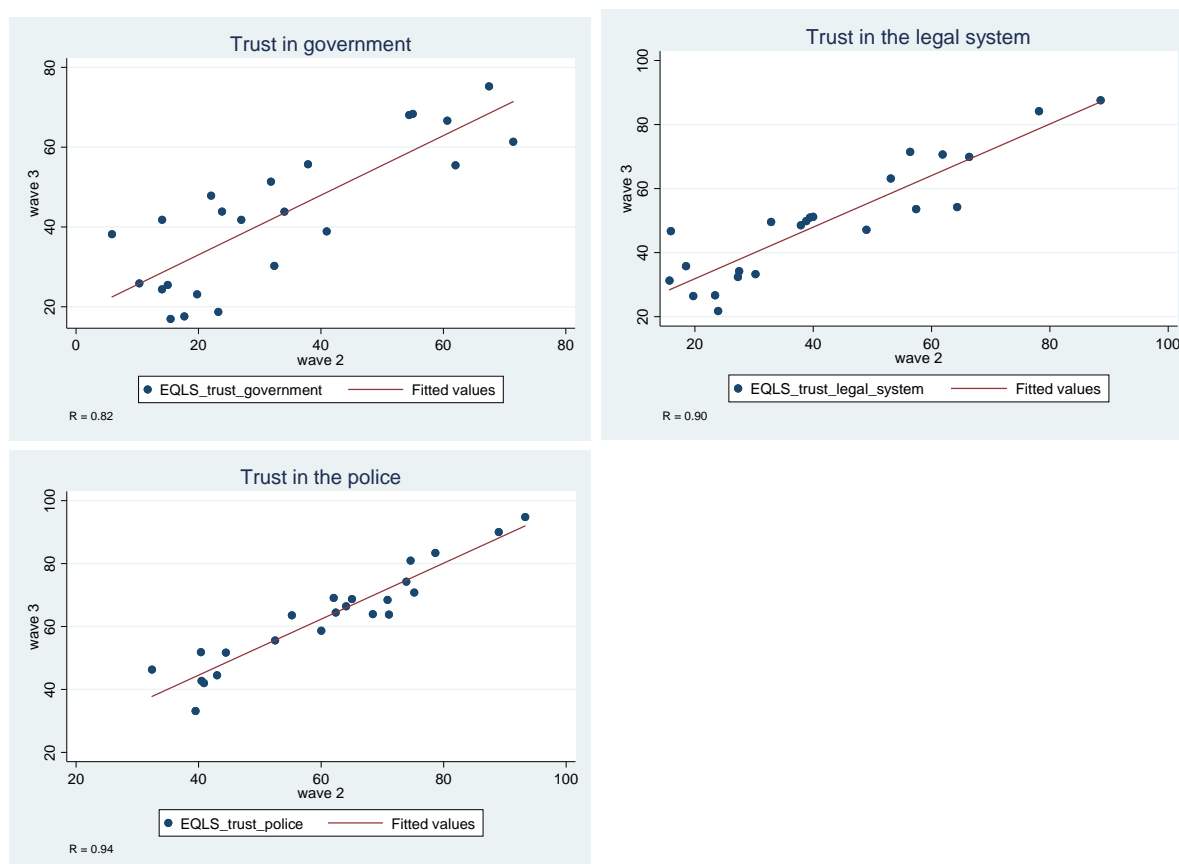 Trust in government
80
60
40
20
wave 3
0 20 40 60 80
wave 2
EQLS_trust_government Fitted values
R = 0.82
Trust in the legal system
100
80
60
40
20
wave 3
20 40 60 80 100
wave 2
EQLS_trust_legal_system Fitted values
R = 0.90
Trust in the police
100
80
60
40
20
wave 3
20 40 60 80 100
wave 2
EQLS_trust_police Fitted values
R = 0.94